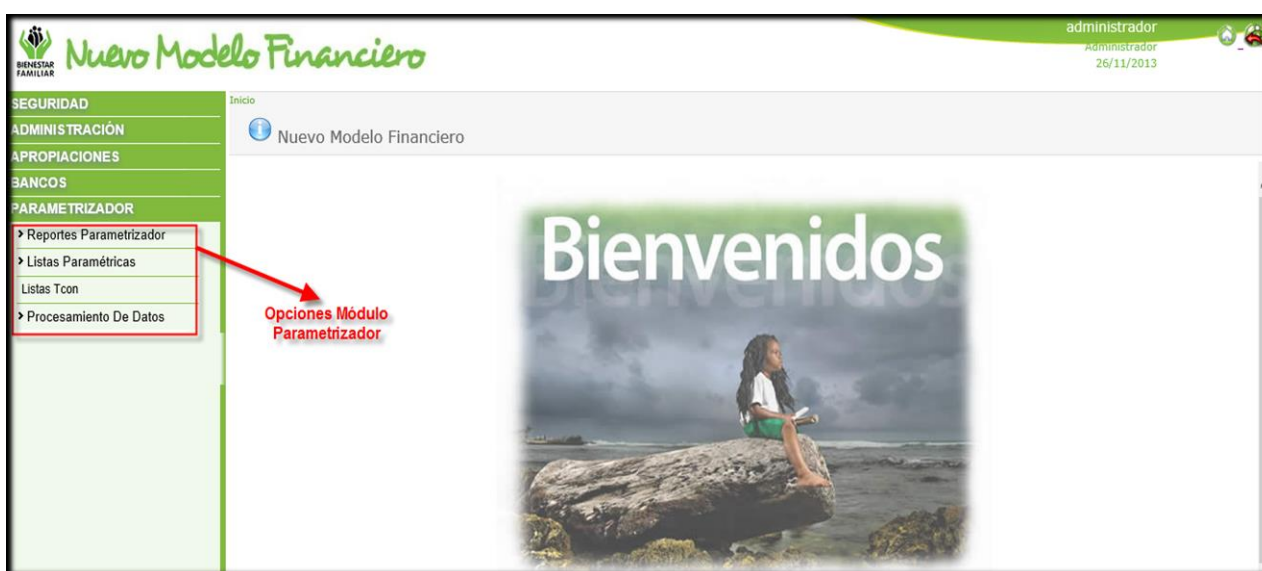 BIENESTAR
FAMILIAR
Nuevo Modelo Financiero
administrador
Administrador
26/11/2013
SEGURIDAD
ADMINISTRACIÓN
APROPIACIONES
BANCOS
PARAMETRIZADOR
Reportes Parametrizador
Listas Paramétricas
Listas Tcon
Procesamiento De Datos
Inicio
Nuevo Modelo Financiero
Opciones Módulo
Parametrizador
Bienvenidos